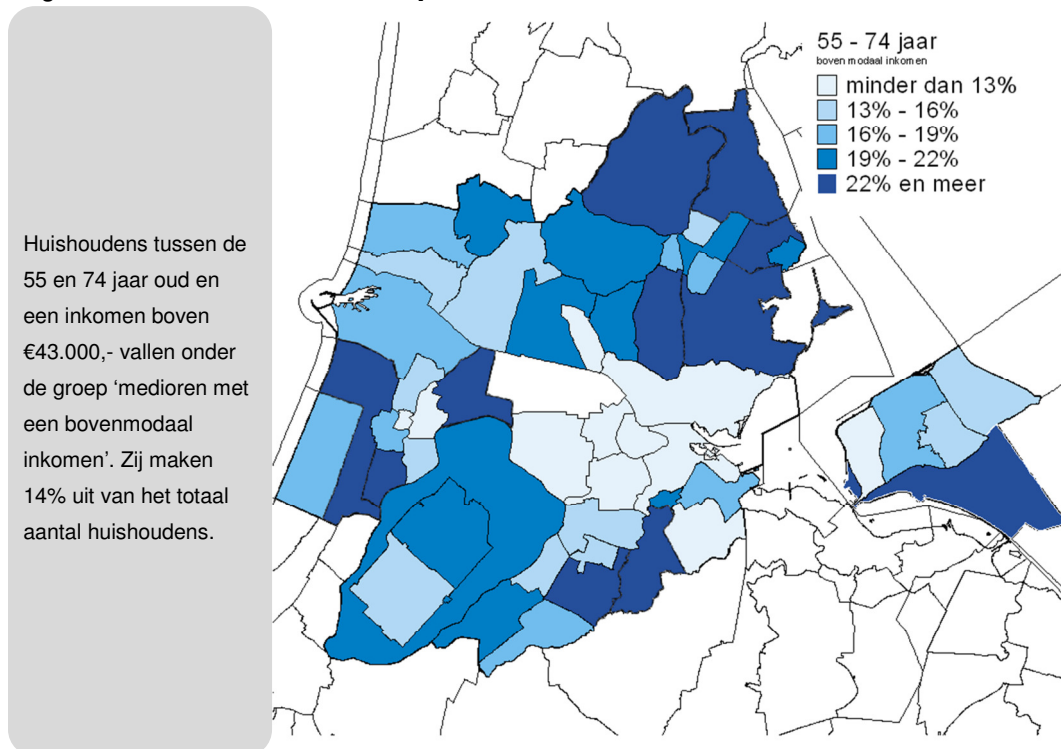 Huishoudens tussen de
55 en 74 jaar oud en
een inkomen boven
€43.000,- vallen onder
de groep ‘medioren met
een bovenmodaal
inkomen’. Zij maken
14% uit van het totaal
aantal huishoudens.
55 - 74 jaar
boven modaal inkomen
minder dan 13%
13% - 16%
16% - 19%
19% - 22%
22% en meer